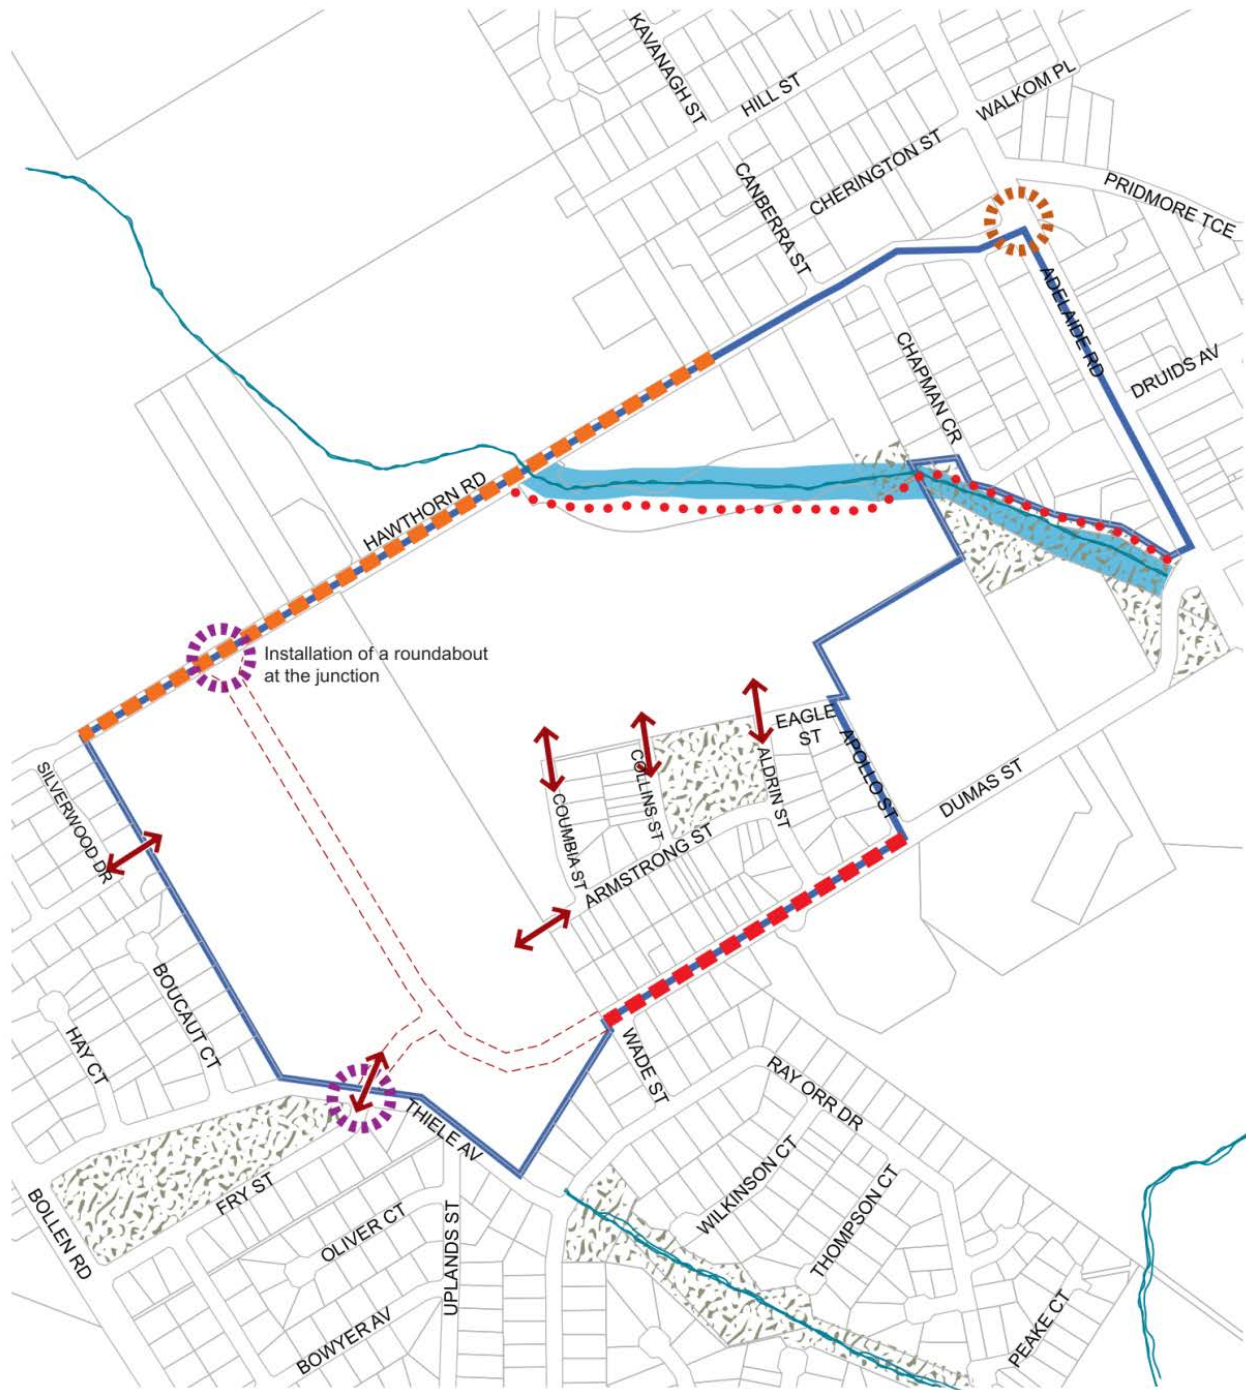 KAVANAGH ST
HILL ST
WALKOM PL
CHERINGTON ST
CANBERRA ST
PRIDMORE TCE
ADELAIDE RD
CHAPMAN CR
DRUIDS AV
HAWTHORN RD
Installation of a roundabout
at the junction
EAGLE
ST
APOLLO ST
DUMAS ST
COLLINS ST
ALDRIN ST
COUMBIA ST
ARMSTRONG ST
SILVERWOOD DR
BOUCAUT CT
HAY CT
WADE ST
RAY ORR DR
THIELE AV
FRY ST
BOLLEN RD
OLIVER CT
UPLANDS ST
BOWYER AV
WILKINSON CT
THOMPSON CT
PEAKE CT